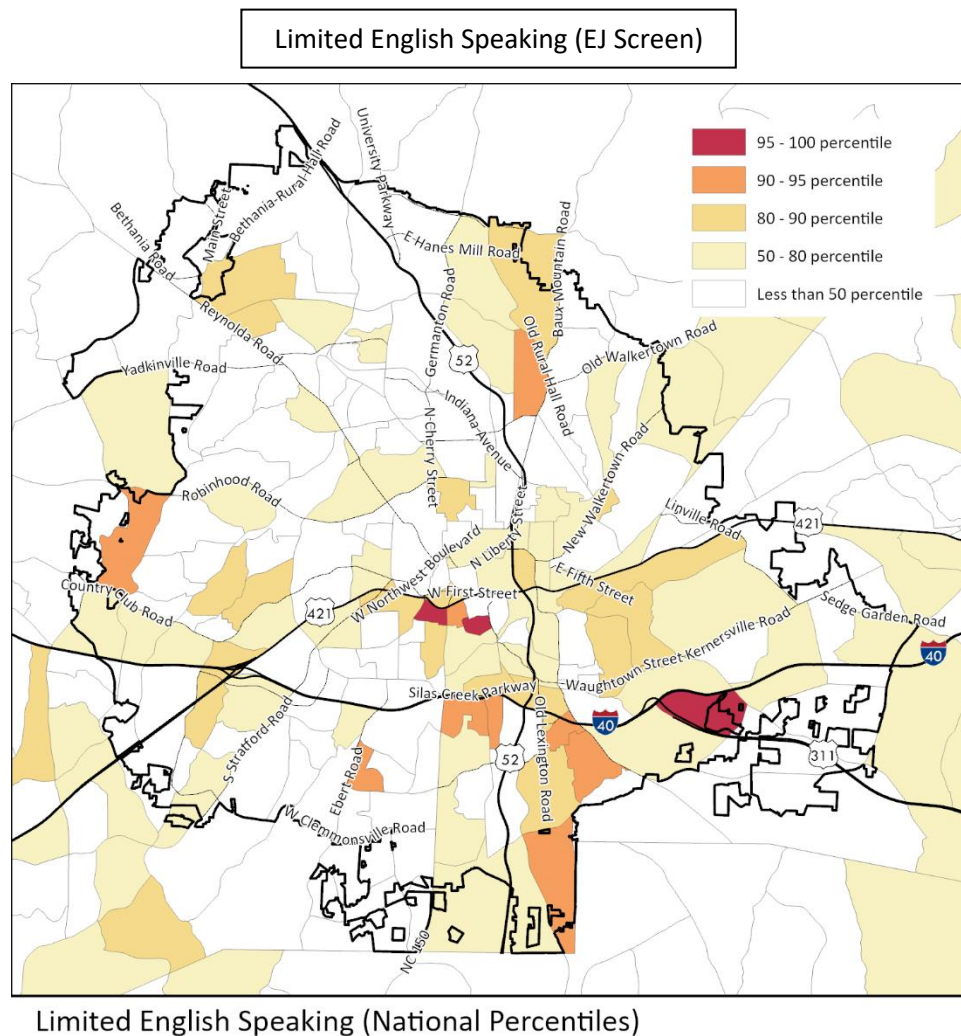 Limited English Speaking (EJ Screen)
95 - 100 percentile
90 - 95 percentile
80 - 90 percentile
50 - 80 percentile
Less than 50 percentile
University Parkway
Bethania-Rural-Hall Road
Main Street
Bethania Road
E Hanes Mill Road
Baux Mountain Road
Germanton Road
Reynolda Road
52
Old Rural Hall Road
Old Walkertown Road
Yadkinville Road
Indiana Avenue
N Cherry Street
New Walkertown Road
Robinhood Road
Lipville Road
421
N Liberty Street
W Northwest Boulevard
E Fifth Street
W First Street
Country Club Road
421
Sedge Garden Road
Waughtown Street Kernersville Road
40
Silas Creek Parkway
40
Old Lexington Road
S Stratford Road
52
311
Ebert Road
W Clemmonsville Road
NC 150
Limited English Speaking (National Percentiles)